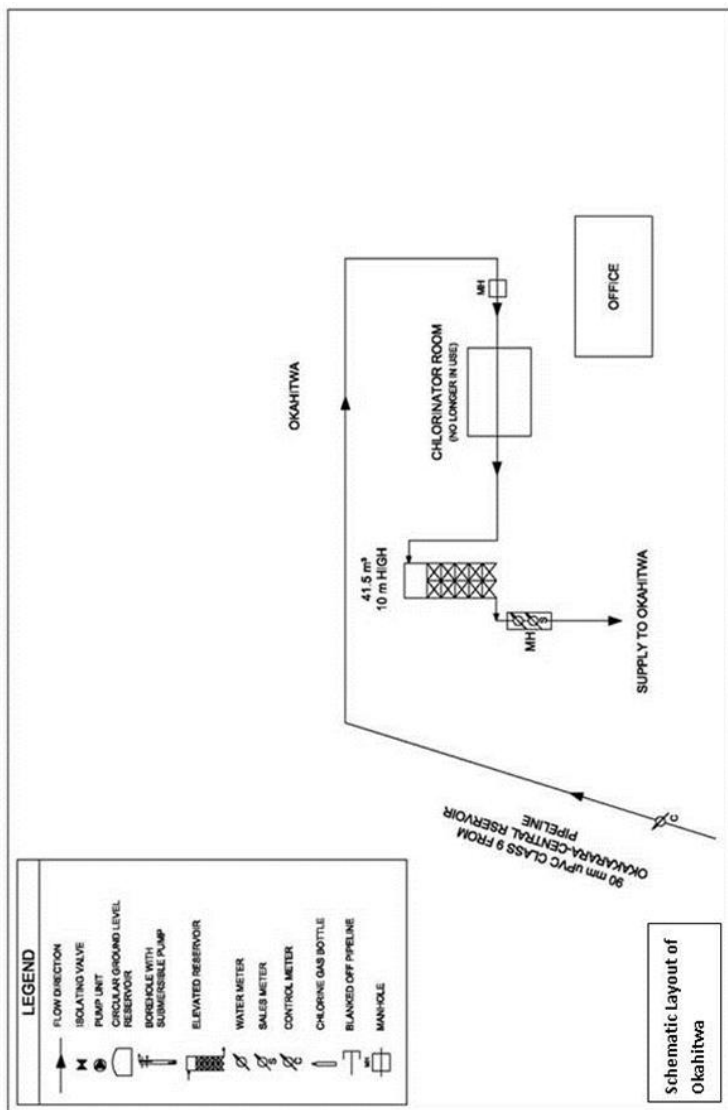 LEGEND
FLOW DIRECTION
ISOLATING VALVE
PUMP UNIT
CIRCULAR GROUND LEVEL
RESERVOIR
BOREHOLE WITH
SUBMERSIBLE PUMP
ELEVATED RESERVOIR
WATER METER
S
SALES METER
C
CONTROL METER
CHLORINE GAS BOTTLE
BLANKED OFF PIPELINE
MH
MANHOLE
OKAHITWA
90 mm uPVC CLASS 9 FROM
OKAKARARA-CENTRAL RSERVOIR
PIPELINE
C
41.5 m³
10 m HIGH
MH
S
SUPPLY TO OKAHITWA
CHLORINATOR ROOM
(NO LONGER IN USE)
MH
OFFICE
Schematic Layout of
Okahitwa